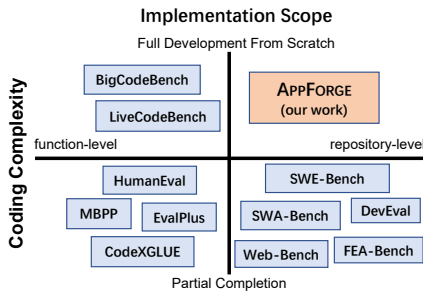 Implementation Scope
Full Development From Scratch
BigCodeBench
LiveCodeBench
APPFORGE
(our work)
Coding Complexity
function-level
repository-level
HumanEval
MBPP
EvalPlus
CodeXGLUE
SWE-Bench
SWA-Bench
DevEval
Web-Bench
FEA-Bench
Partial Completion